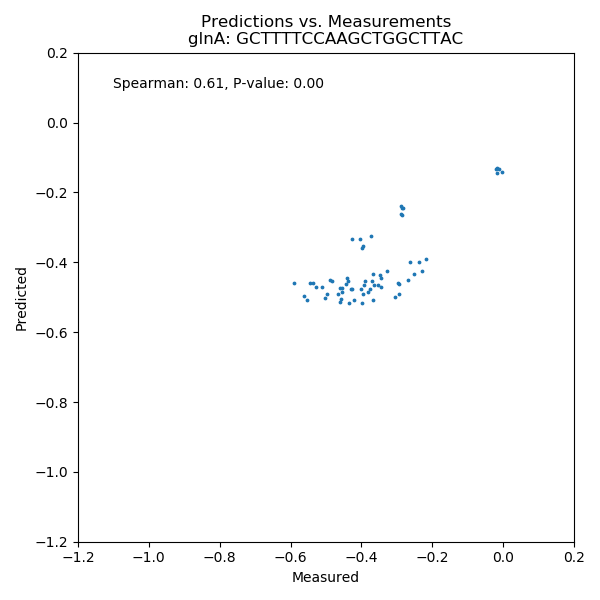 Predictions vs. Measurements
glnA: GCTTTTCCAAGCTGGCTTAC
Spearman: 0.61, P-value: 0.00
0.2
0.0
−0.2
−0.4
−0.6
−0.8
−1.0
−1.2
Predicted
−1.2 −1.0 −0.8 −0.6 −0.4 −0.2 0.0 0.2
Measured